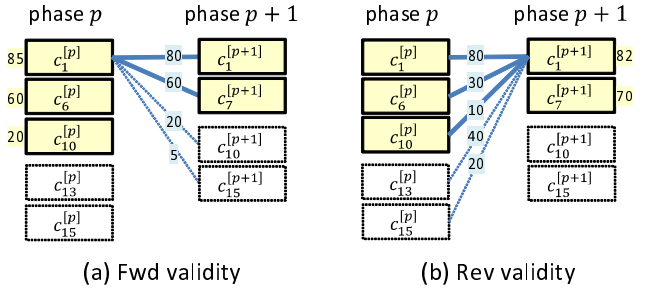 phase p phase p + 1
85 c_1^[p] 80 c_1^[p+1]
60 c_6^[p] 60 c_7^[p+1]
20 c_10^[p] 20 c_10^[p+1]
c_13^[p] 5 c_15^[p+1]
c_15^[p]
(a) Fwd validity
phase p phase p + 1
c_1^[p] 80 c_1^[p+1] 82
c_6^[p] 30 c_7^[p+1] 70
c_10^[p] 10 c_10^[p+1]
c_13^[p] 40 c_15^[p+1]
c_15^[p] 20
(b) Rev validity